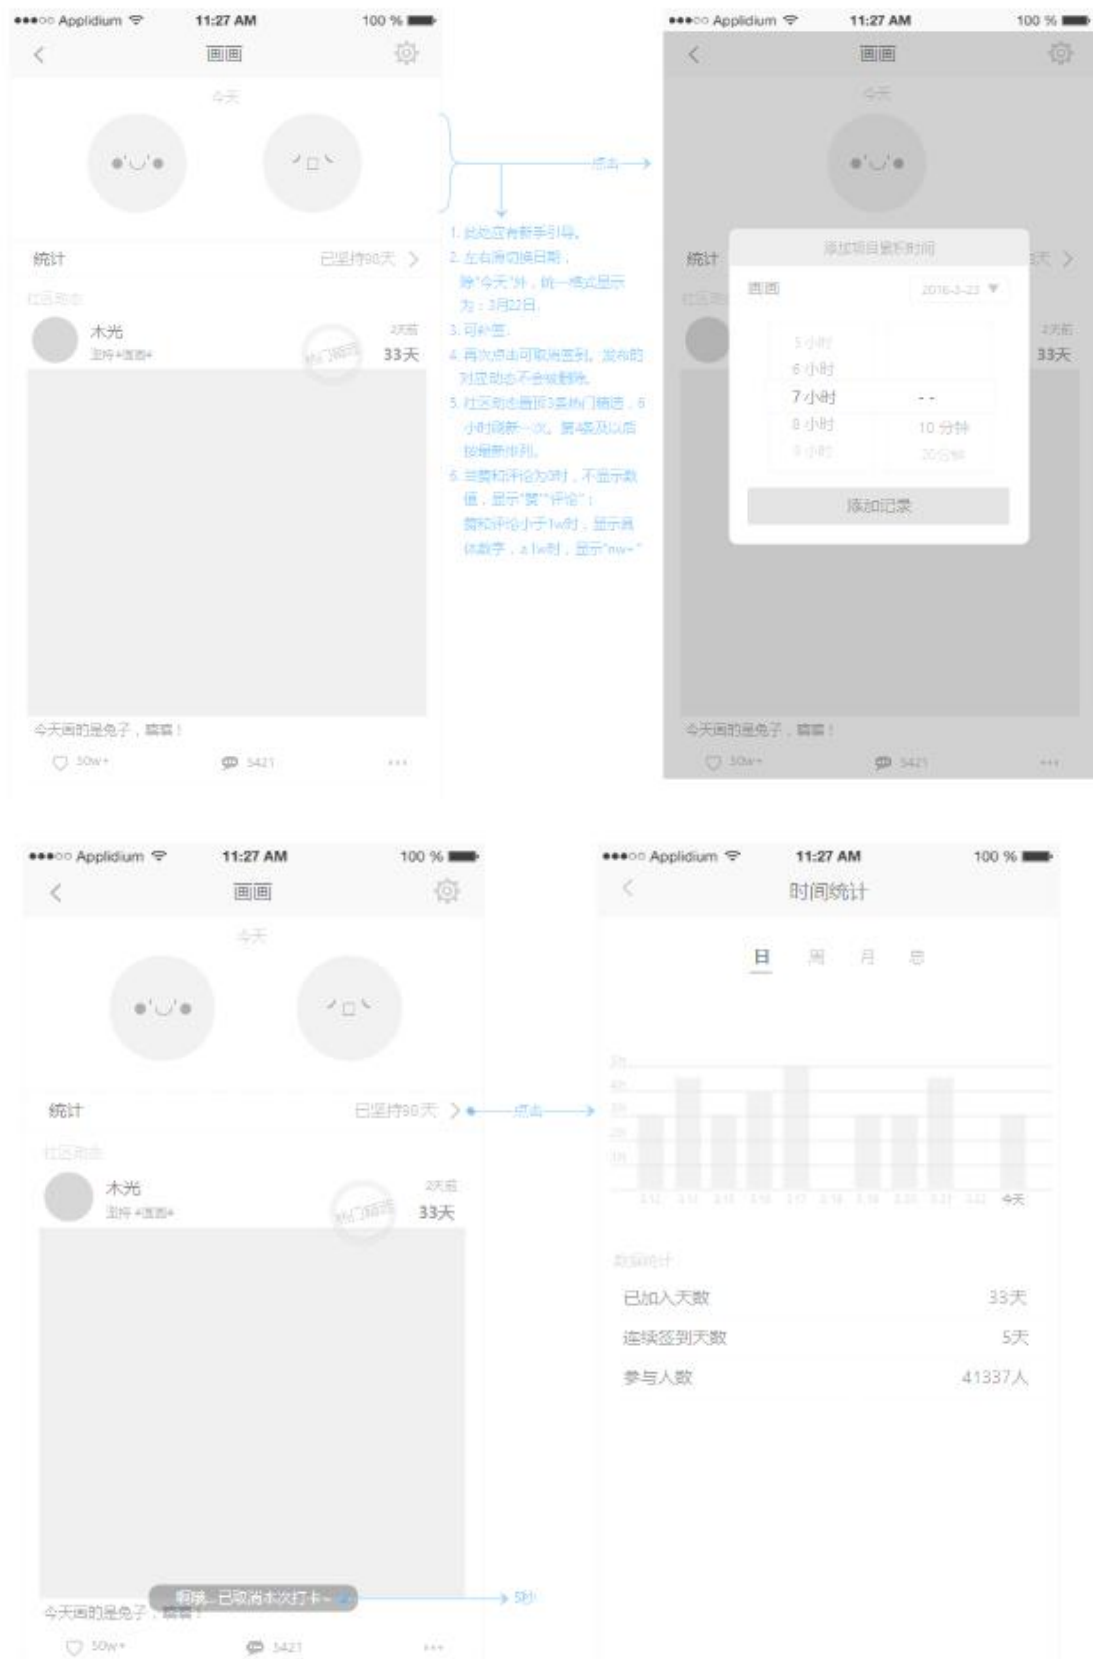 Applidium 11:27 AM 100 %
画画
今天
统计 已坚持98天
社区动态
木光 2天前
坚持#画画# 33天
今天画的是兔子，嘻嘻！
50w+ 5421
点击
1. 此处应有新手引导。
2. 左右滑切换日期，
除“今天”外，统一格式显示
为：3月22日.
3. 可补签.
4. 再次点击可取消签到。发布的
对应动态不会被删除。
5. 社区动态置顶3条热门精选，6
小时刷新一次。第4条及以后
按最新排列。
6. 当赞和评论为0时，不显示数
值，显示“赞”“评论”；
赞和评论小于1w时，显示具
体数字，≥1w时，显示“nw+”
Applidium 11:27 AM 100 %
画画
今天
添加项目累积时间
统计
画画 2016-3-23
5 小时
6 小时
7 小时 - -
8 小时 10 分钟
9 小时 20分钟
添加记录
2天前
33天
今天画的是兔子，嘻嘻！
50w+ 5421
Applidium 11:27 AM 100 %
画画
今天
统计 已坚持98天
社区动态
木光 2天前
坚持#画画# 33天
啊哦...已取消本次打卡~
今天画的是兔子，嘻嘻！
50w+ 5421
点击
5秒
Applidium 11:27 AM 100 %
时间统计
日 周 月 总
今天
数据统计
已加入天数 33天
连续签到天数 5天
参与人数 41337人